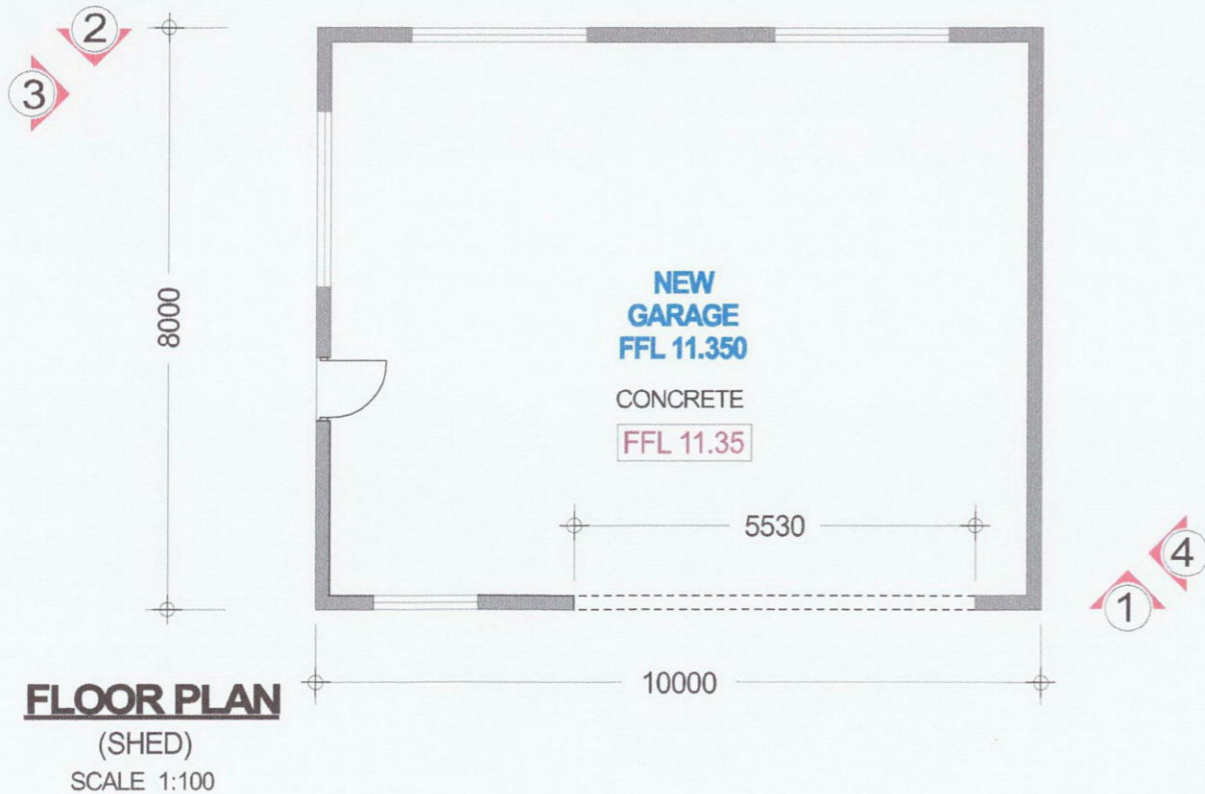 2
3
8000
NEW
GARAGE
FFL 11.350
CONCRETE
FFL 11.35
5530
4
1
10000
FLOOR PLAN
(SHED)
SCALE 1:100